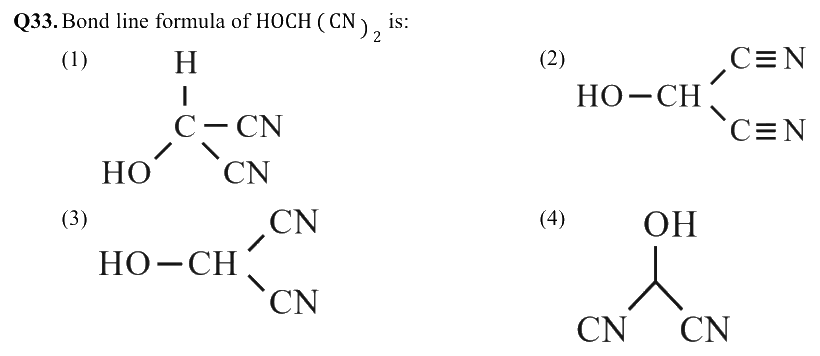 Q33. Bond line formula of HOCH(CN)₂ is:
(1)
H
C – CN
HO CN
(2)
C≡N
HO – CH
C≡N
(3)
CN
HO – CH
CN
(4)
OH
CN CN